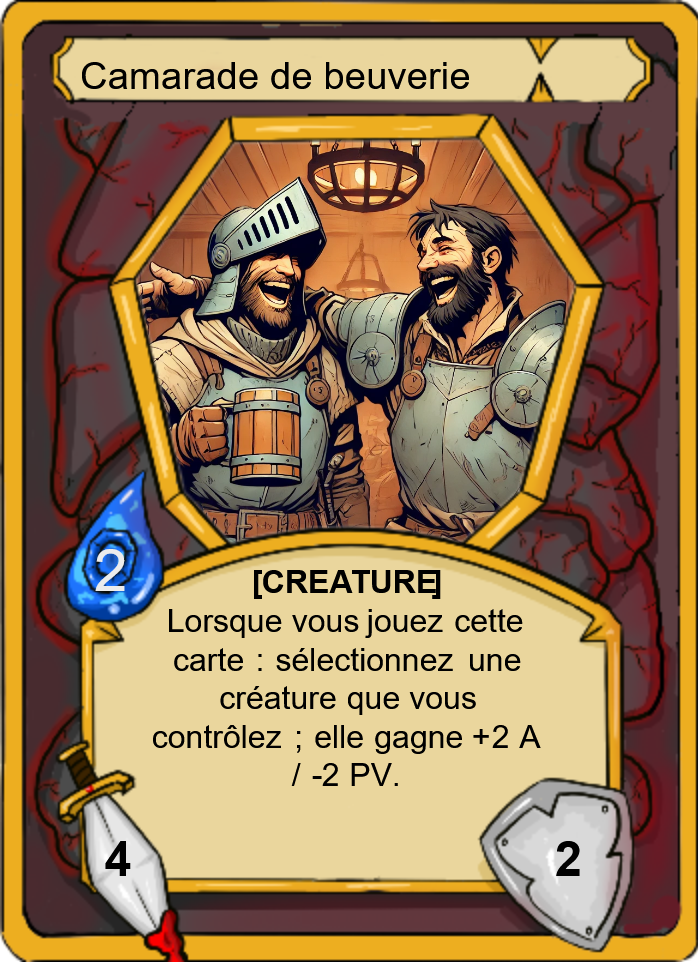 Camarade de beuverie
2
[CREATURE]
Lorsque vous jouez cette
carte : sélectionnez une
créature que vous
contrôlez ; elle gagne +2 A
/ -2 PV.
4
2